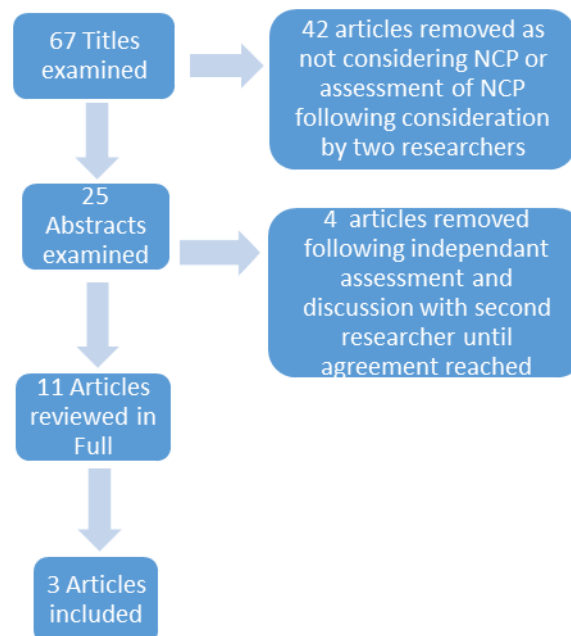 67 Titles
examined
42 articles removed as
not considering NCP or
assessment of NCP
following consideration
by two researchers
25
Abstracts
examined
4 articles removed
following independant
assessment and
discussion with second
researcher until
agreement reached
11 Articles
reviewed in
Full
3 Articles
included